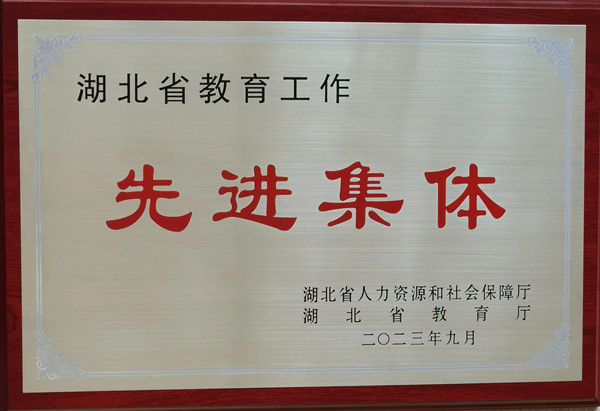 湖北省教育工作
先进集体
湖北省人力资源和社会保障厅
湖北省教育厅
二〇二三年九月